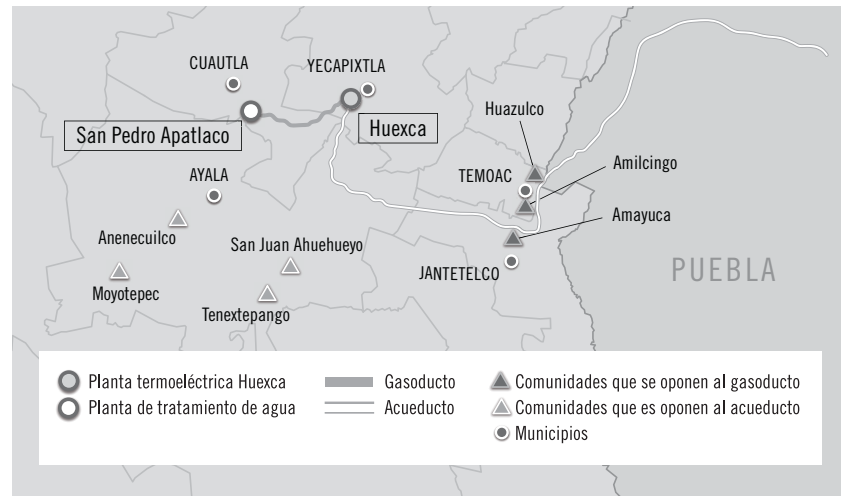 CUAUTLA
YECAPIXTLA
San Pedro Apatlaco
Huexca
Huazulco
AYALA
TEMOAC
Amilcingo
Anenecuilco
San Juan Ahuehueyo
Amayuca
Moyotepec
Tenextepango
JANTETELCO
PUEBLA
Planta termoeléctrica Huexca
Planta de tratamiento de agua
Gasoducto
Acueducto
Comunidades que se oponen al gasoducto
Comunidades que es oponen al acueducto
Municipios